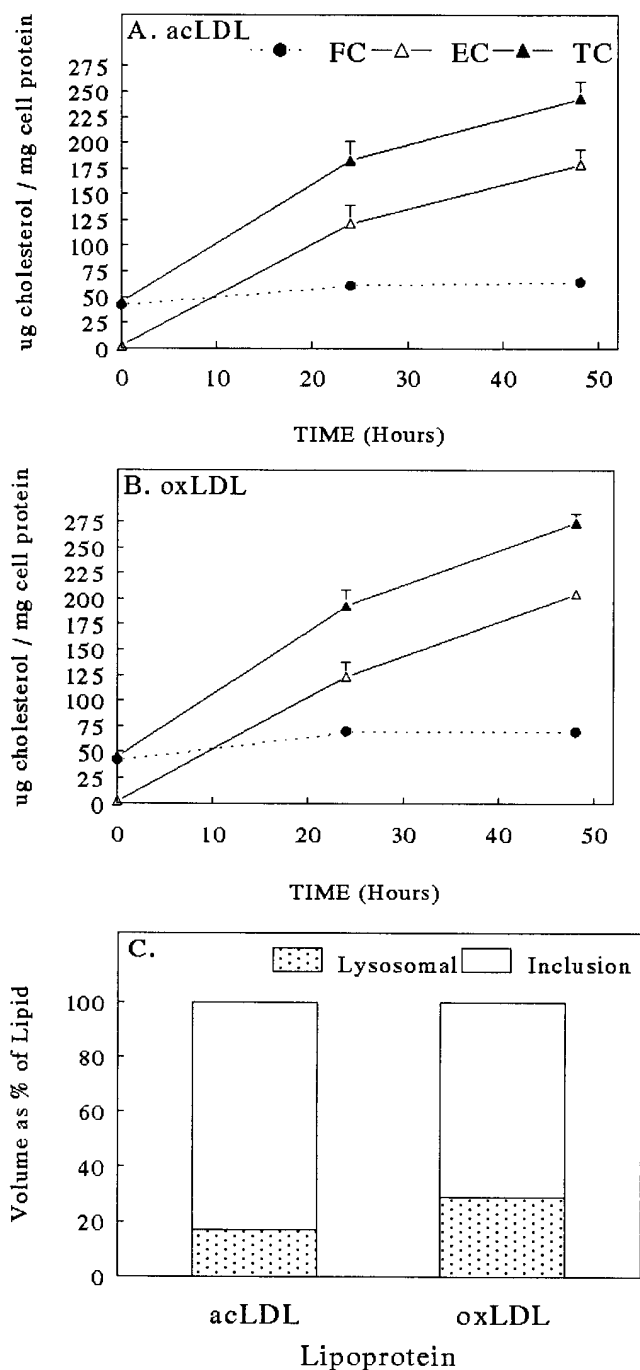 A. acLDL
FC EC TC
ug cholesterol / mg cell protein
275
250
225
200
175
150
125
100
75
50
25
0
0 10 20 30 40 50
TIME (Hours)
B. oxLDL
ug cholesterol / mg cell protein
275
250
225
200
175
150
125
100
75
50
25
0
0 10 20 30 40 50
TIME (Hours)
C.
Lysosomal Inclusion
Volume as % of Lipid
100
80
60
40
20
0
acLDL oxLDL
Lipoprotein